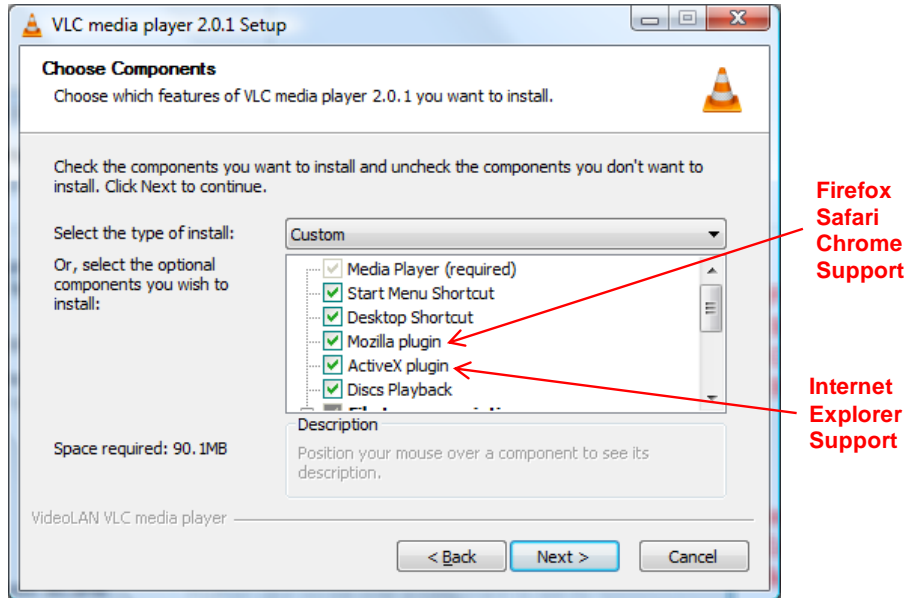 VLC media player 2.0.1 Setup
Choose Components
Choose which features of VLC media player 2.0.1 you want to install.
Check the components you want to install and uncheck the components you don't want to
install. Click Next to continue.
Select the type of install:
Custom
Or, select the optional
components you wish to
install:
Media Player (required)
Start Menu Shortcut
Desktop Shortcut
Mozilla plugin
ActiveX plugin
Discs Playback
Space required: 90.1MB
Description
Position your mouse over a component to see its
description.
VideoLAN VLC media player
< Back
Next >
Cancel
Firefox
Safari
Chrome
Support
Internet
Explorer
Support